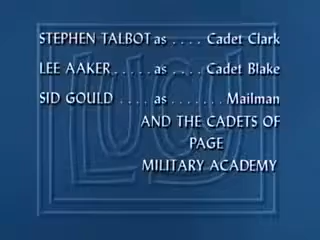 STEPHEN TALBOT as . . . . Cadet Clark
LEE AAKER . . . . . as . . . . Cadet Blake
SID GOULD . . . . as . . . . . . . Mailman
AND THE CADETS OF
PAGE
MILITARY ACADEMY
LUCY